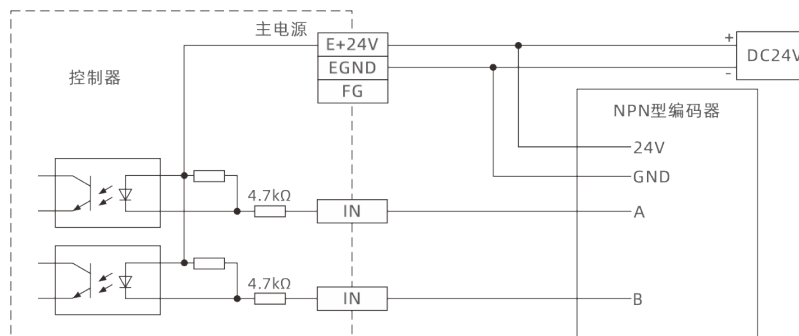 主电源
E+24V
EGND
FG
+
-
DC24V
控制器
NPN型编码器
24V
GND
4.7kΩ
IN
A
4.7kΩ
IN
B